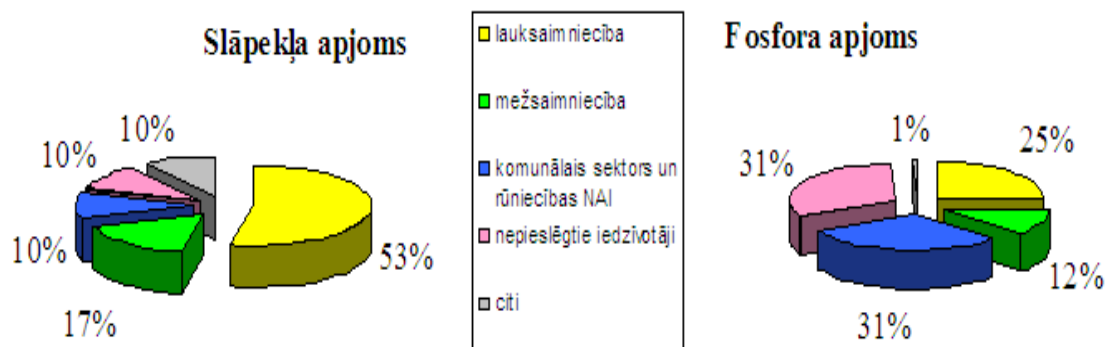 Slāpekļa apjoms
10%
10%
10%
17%
53%
lauksaimniecība
mežsaimniecība
komunālais sektors un
rūniecības NAI
nepieslēgtie iedzīvotāji
citi
Fosfora apjoms
1%
25%
31%
12%
31%